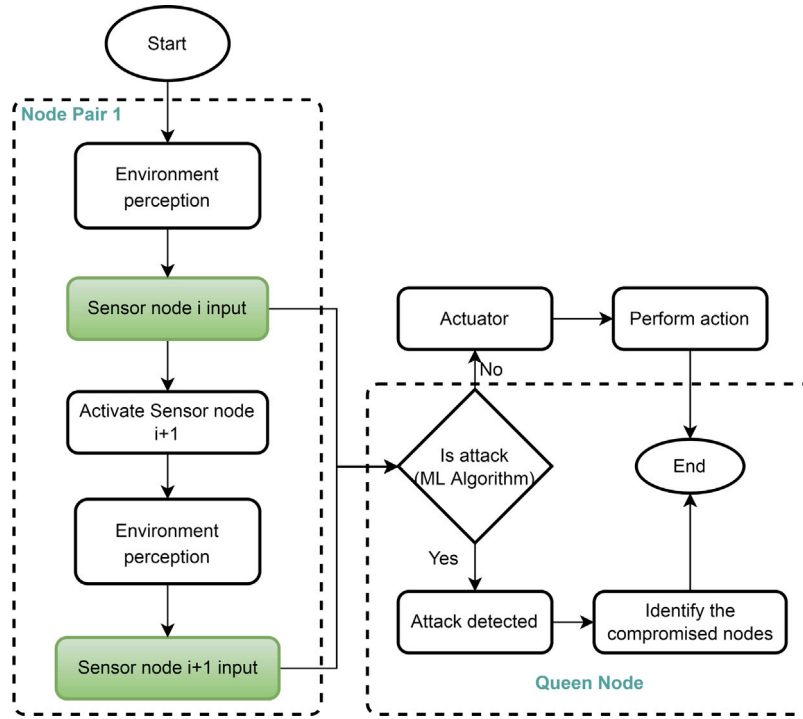 Start
Node Pair 1
Environment
perception
Sensor node i input
Activate Sensor node
i+1
Environment
perception
Sensor node i+1 input
Actuator
Perform action
No
Is attack
(ML Algorithm)
End
Yes
Attack detected
Identify the
compromised nodes
Queen Node